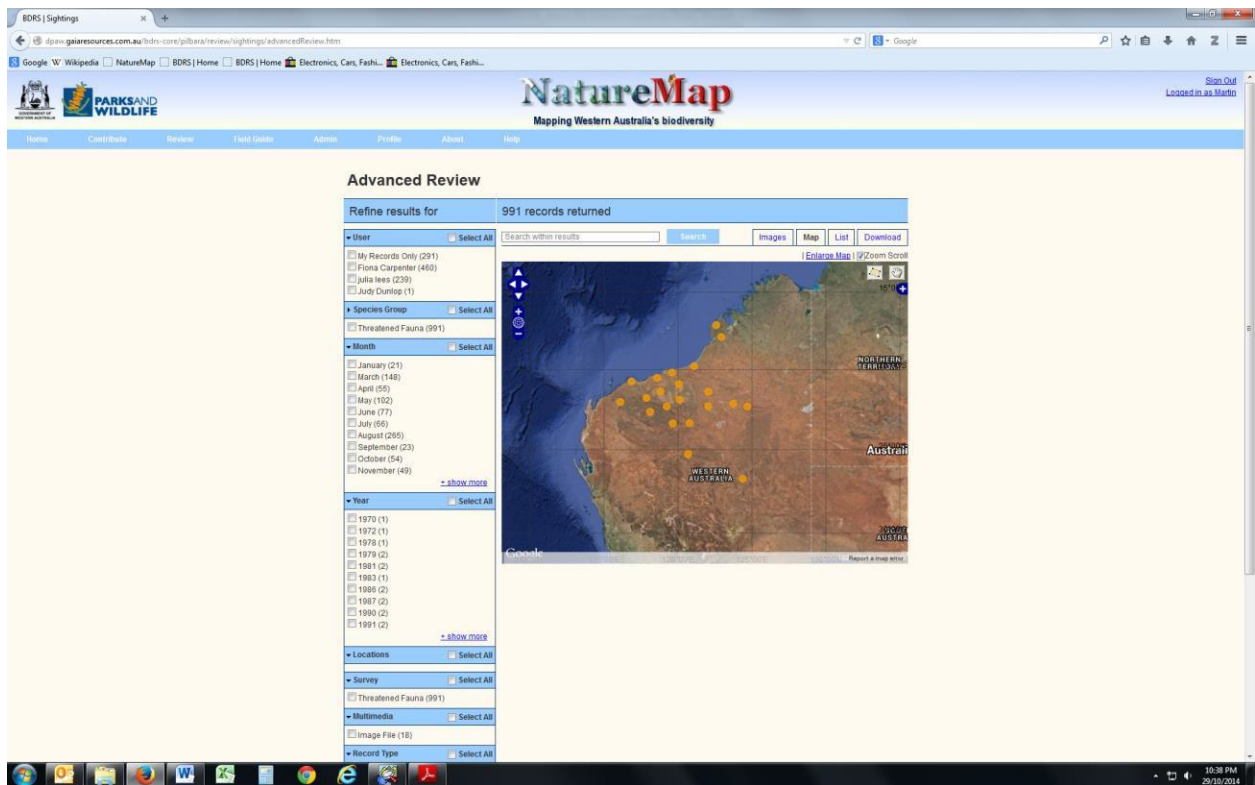 BDRS | Sightings
dpaw.gaiaresources.com.au/bdrs-core/pilbara/review/sightings/advancedReview.htm
Google
Google Wikipedia NatureMap BDRS | Home BDRS | Home Electronics, Cars, Fashi... Electronics, Cars, Fashi...
Sign Out
Logged in as Martin
GOVERNMENT OF
WESTERN AUSTRALIA
PARKS AND
WILDLIFE
NatureMap
Mapping Western Australia's biodiversity
Home Contribute Review Field Guide Admin Profile About Help
Advanced Review
Refine results for
991 records returned
User Select All
My Records Only (291)
Fiona Carpenter (460)
julia lees (239)
Judy Dunlop (1)
Species Group Select All
Threatened Fauna (991)
Month Select All
January (21)
March (148)
April (55)
May (102)
June (77)
July (66)
August (265)
September (23)
October (54)
November (49)
+ show more
Year Select All
1970 (1)
1972 (1)
1978 (1)
1979 (2)
1981 (2)
1983 (1)
1986 (2)
1987 (2)
1990 (2)
1991 (2)
+ show more
Locations Select All
Survey Select All
Threatened Fauna (991)
Multimedia Select All
Image File (18)
Record Type Select All
Search within results Search Images Map List Download
| Enlarge Map | Zoom Scroll
NORTHERN
TERRITORY
Australi
WESTERN
AUSTRALIA
AUSTRA
Google
Report a map error
10:38 PM
29/10/2014